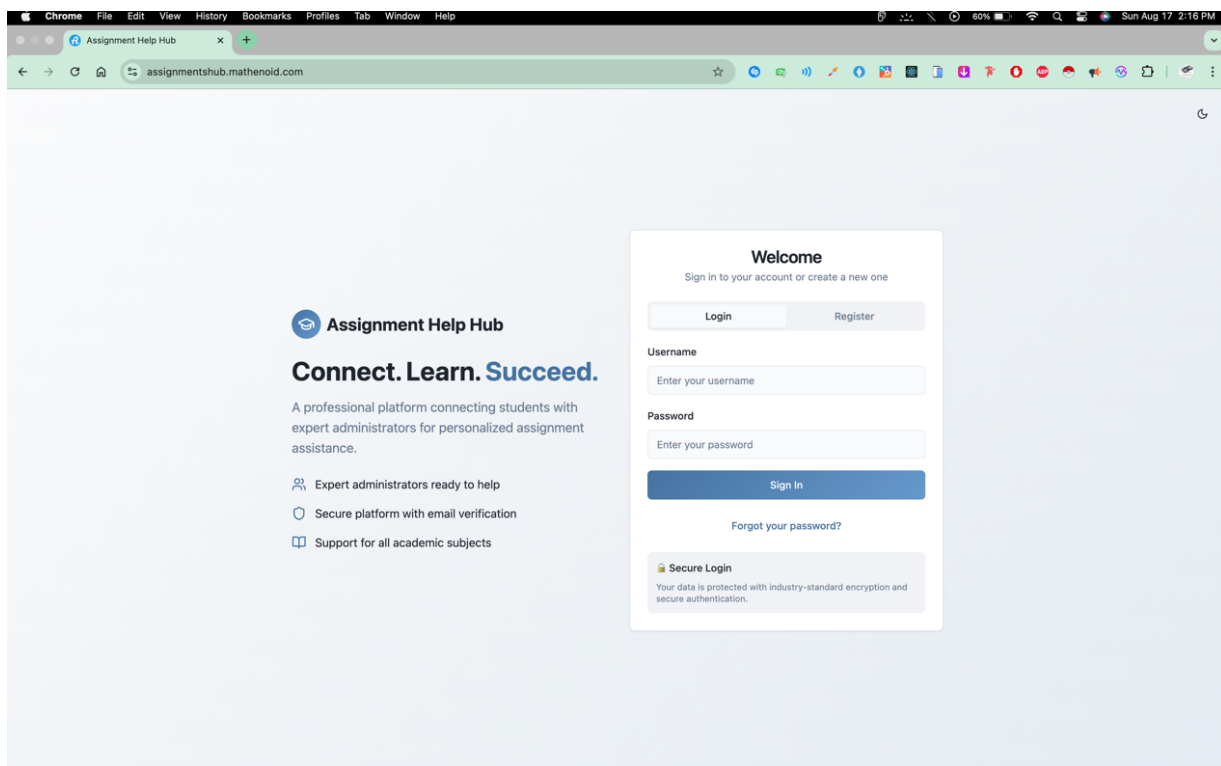 Chrome File Edit View History Bookmarks Profiles Tab Window Help 60% Sun Aug 17 2:16 PM
Assignment Help Hub
assignmentshub.mathenoid.com
ABP
Welcome
Sign in to your account or create a new one
Login Register
Username
Enter your username
Password
Enter your password
Sign In
Forgot your password?
🔒 Secure Login
Your data is protected with industry-standard encryption and
secure authentication.
Assignment Help Hub
Connect. Learn. Succeed.
A professional platform connecting students with
expert administrators for personalized assignment
assistance.
Expert administrators ready to help
Secure platform with email verification
Support for all academic subjects